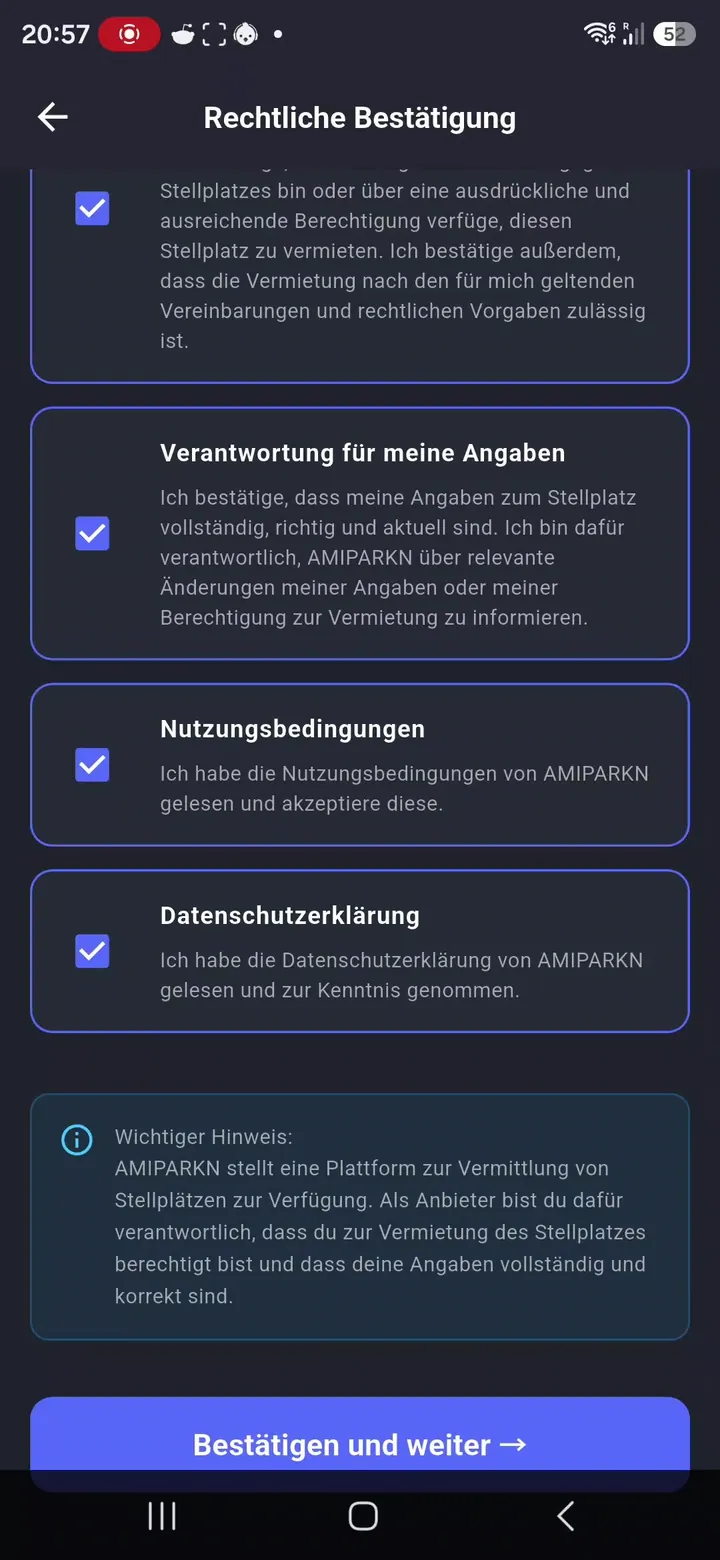 20:57
6
R
52
Rechtliche Bestätigung
Stellplatzes bin oder über eine ausdrückliche und
ausreichende Berechtigung verfüge, diesen
Stellplatz zu vermieten. Ich bestätige außerdem,
dass die Vermietung nach den für mich geltenden
Vereinbarungen und rechtlichen Vorgaben zulässig
ist.
Verantwortung für meine Angaben
Ich bestätige, dass meine Angaben zum Stellplatz
vollständig, richtig und aktuell sind. Ich bin dafür
verantwortlich, AMIPARKN über relevante
Änderungen meiner Angaben oder meiner
Berechtigung zur Vermietung zu informieren.
Nutzungsbedingungen
Ich habe die Nutzungsbedingungen von AMIPARKN
gelesen und akzeptiere diese.
Datenschutzerklärung
Ich habe die Datenschutzerklärung von AMIPARKN
gelesen und zur Kenntnis genommen.
Wichtiger Hinweis:
AMIPARKN stellt eine Plattform zur Vermittlung von
Stellplätzen zur Verfügung. Als Anbieter bist du dafür
verantwortlich, dass du zur Vermietung des Stellplatzes
berechtigt bist und dass deine Angaben vollständig und
korrekt sind.
Bestätigen und weiter →